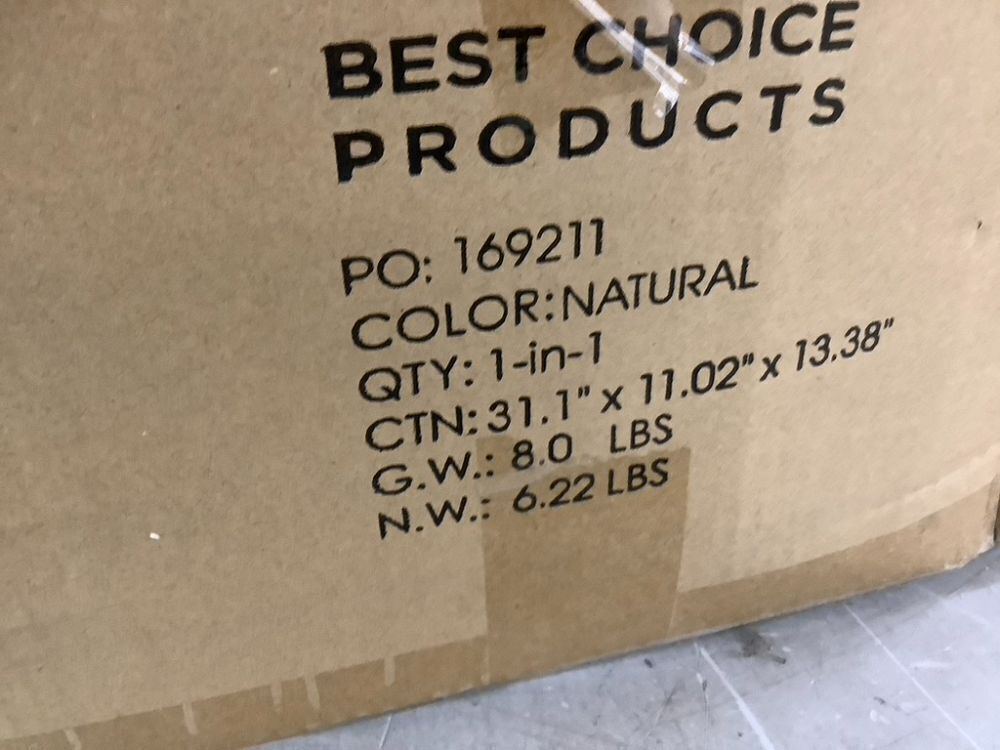 BEST CHOICE
PRODUCTS
PO: 169211
COLOR:NATURAL
QTY: 1-in-1
CTN: 31.1" x 11.02" x 13.38"
G.W.: 8.0 LBS
N.W.: 6.22 LBS